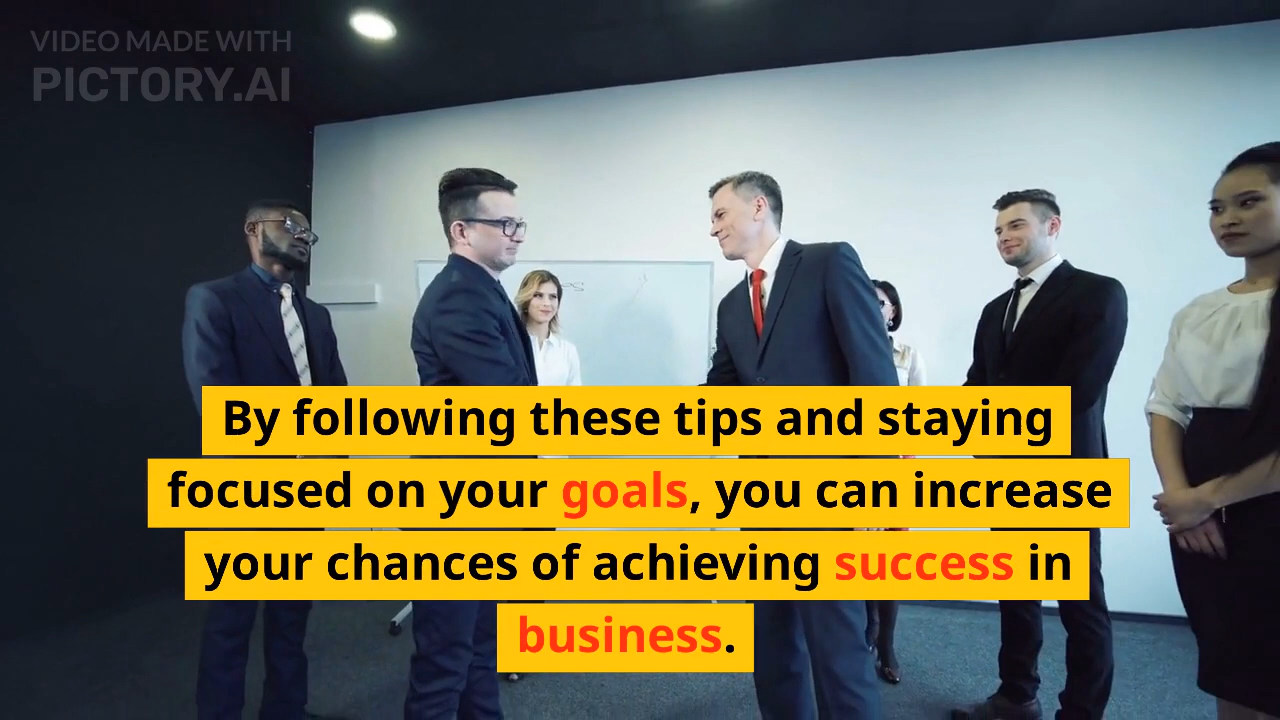 VIDEO MADE WITH
PICTORY.AI
By following these tips and staying
focused on your goals, you can increase
your chances of achieving success in
business.